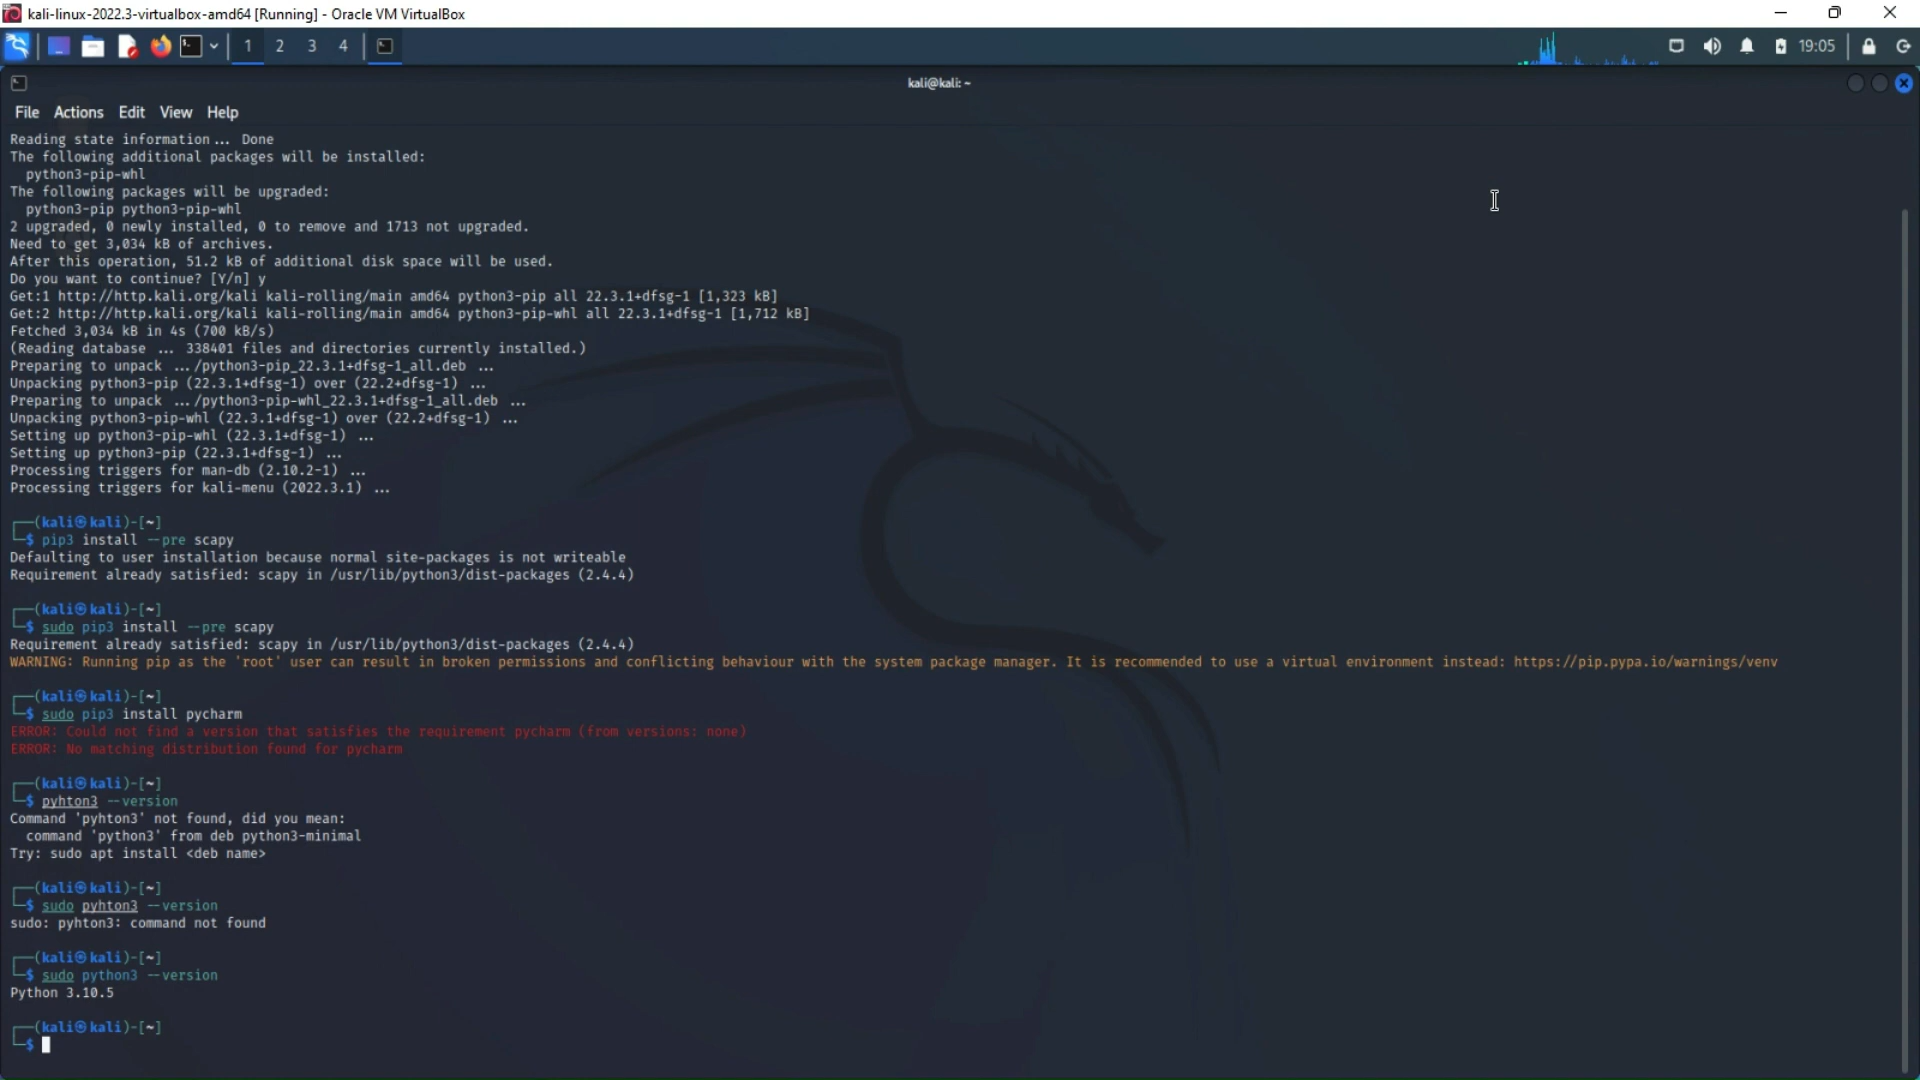 kali-linux-2022.3-virtualbox-amd64 [Running] - Oracle VM VirtualBox
1 2 3 4 19:05
kali@kali: ~
File Actions Edit View Help
Reading state information... Done
The following additional packages will be installed:
  python3-pip-whl
The following packages will be upgraded:
  python3-pip python3-pip-whl
2 upgraded, 0 newly installed, 0 to remove and 1713 not upgraded.
Need to get 3,034 kB of archives.
After this operation, 51.2 kB of additional disk space will be used.
Do you want to continue? [Y/n] y
Get:1 http://http.kali.org/kali kali-rolling/main amd64 python3-pip all 22.3.1+dfsg-1 [1,323 kB]
Get:2 http://http.kali.org/kali kali-rolling/main amd64 python3-pip-whl all 22.3.1+dfsg-1 [1,712 kB]
Fetched 3,034 kB in 4s (700 kB/s)
(Reading database ... 338401 files and directories currently installed.)
Preparing to unpack .../python3-pip_22.3.1+dfsg-1_all.deb ...
Unpacking python3-pip (22.3.1+dfsg-1) over (22.2+dfsg-1) ...
Preparing to unpack .../python3-pip-whl_22.3.1+dfsg-1_all.deb ...
Unpacking python3-pip-whl (22.3.1+dfsg-1) over (22.2+dfsg-1) ...
Setting up python3-pip-whl (22.3.1+dfsg-1) ...
Setting up python3-pip (22.3.1+dfsg-1) ...
Processing triggers for man-db (2.10.2-1) ...
Processing triggers for kali-menu (2022.3.1) ...
┌──(kali㉿kali)-[~]
└─$ pip3 install --pre scapy
Defaulting to user installation because normal site-packages is not writeable
Requirement already satisfied: scapy in /usr/lib/python3/dist-packages (2.4.4)
┌──(kali㉿kali)-[~]
└─$ sudo pip3 install --pre scapy
Requirement already satisfied: scapy in /usr/lib/python3/dist-packages (2.4.4)
WARNING: Running pip as the 'root' user can result in broken permissions and conflicting behaviour with the system package manager. It is recommended to use a virtual environment instead: https://pip.pypa.io/warnings/venv
┌──(kali㉿kali)-[~]
└─$ sudo pip3 install pycharm
ERROR: Could not find a version that satisfies the requirement pycharm (from versions: none)
ERROR: No matching distribution found for pycharm
┌──(kali㉿kali)-[~]
└─$ pyhton3 --version
Command 'pyhton3' not found, did you mean:
  command 'python3' from deb python3-minimal
Try: sudo apt install <deb name>
┌──(kali㉿kali)-[~]
└─$ sudo pyhton3 --version
sudo: pyhton3: command not found
┌──(kali㉿kali)-[~]
└─$ sudo python3 --version
Python 3.10.5
┌──(kali㉿kali)-[~]
└─$